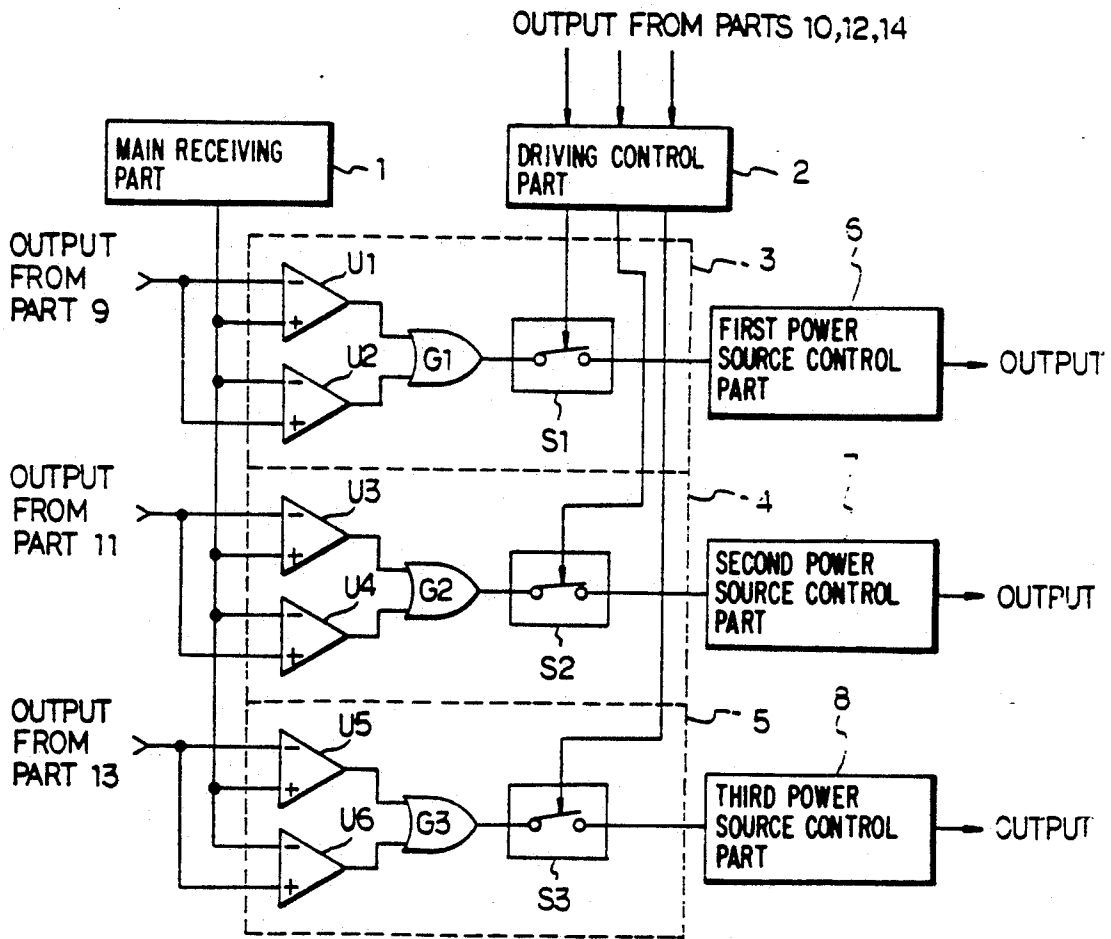 OUTPUT FROM PARTS 10,12,14
MAIN RECEIVING
PART
1
DRIVING CONTROL
PART
2
OUTPUT
FROM
PART 9
U1
-
+
U2
-
+
G1
S1
3
6
FIRST POWER
SOURCE CONTROL
PART
OUTPUT
OUTPUT
FROM
PART 11
U3
-
+
U4
-
+
G2
S2
4
SECOND POWER
SOURCE CONTROL
PART
OUTPUT
OUTPUT
FROM
PART 13
U5
-
+
U6
-
+
G3
S3
5
8
THIRD POWER
SOURCE CONTROL
PART
OUTPUT